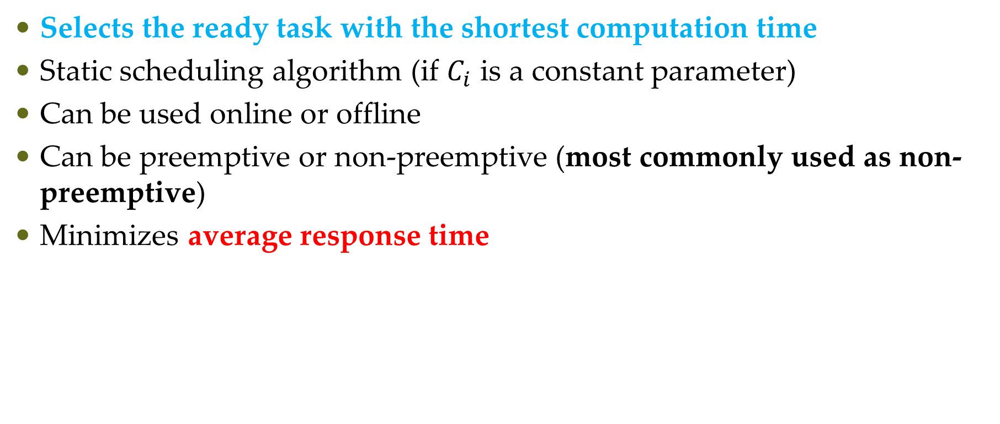 • Selects the ready task with the shortest computation time
• Static scheduling algorithm (if 𝐶𝑖 is a constant parameter)
• Can be used online or offline
• Can be preemptive or non-preemptive (most commonly used as non-
preemptive)
• Minimizes average response time